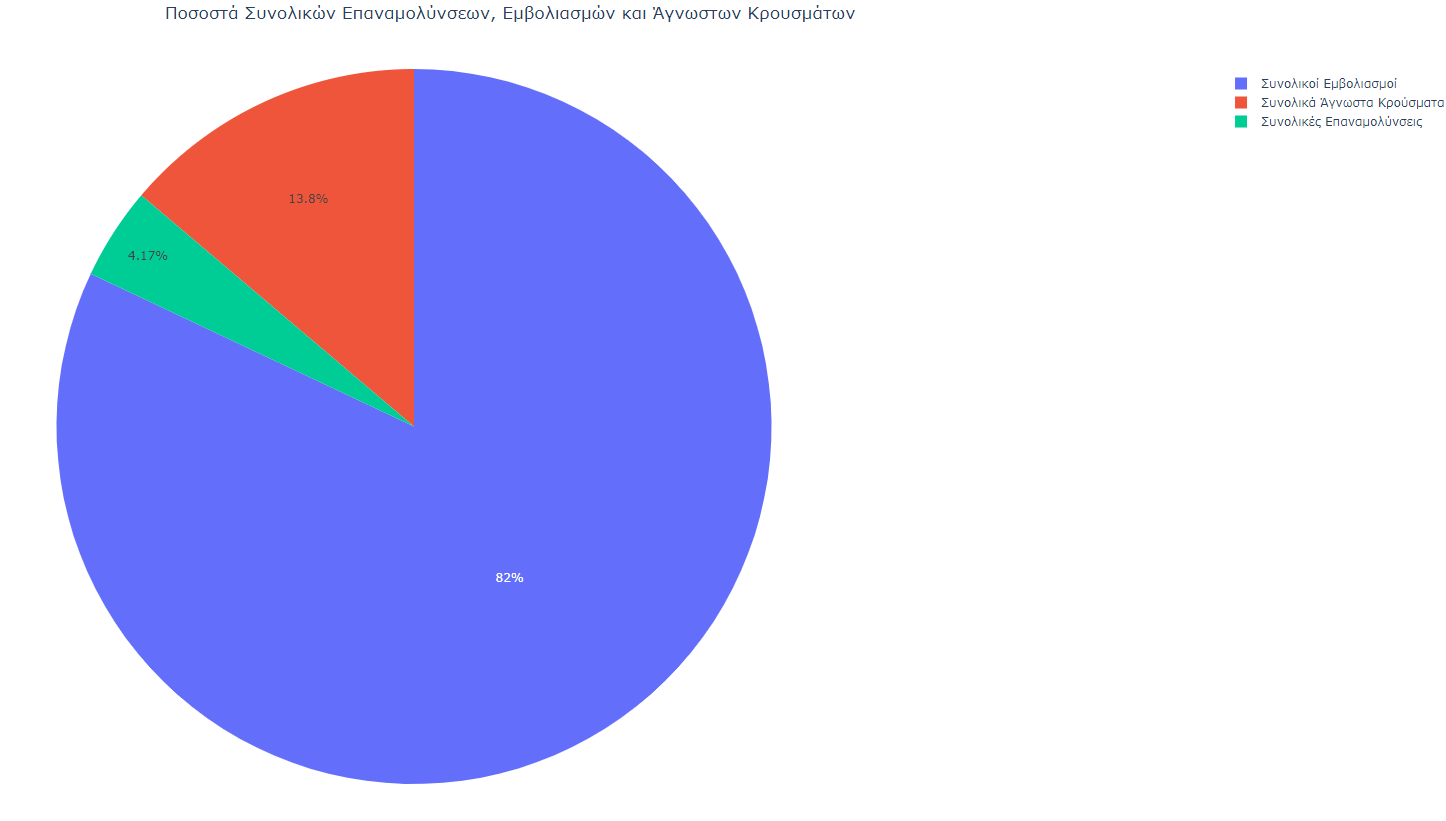 Ποσοστά Συνολικών Επαναμολύνσεων, Εμβολιασμών και Άγνωστων Κρουσμάτων
Συνολικοί Εμβολιασμοί
Συνολικά Άγνωστα Κρούσματα
Συνολικές Επαναμολύνσεις
13.8%
4.17%
82%